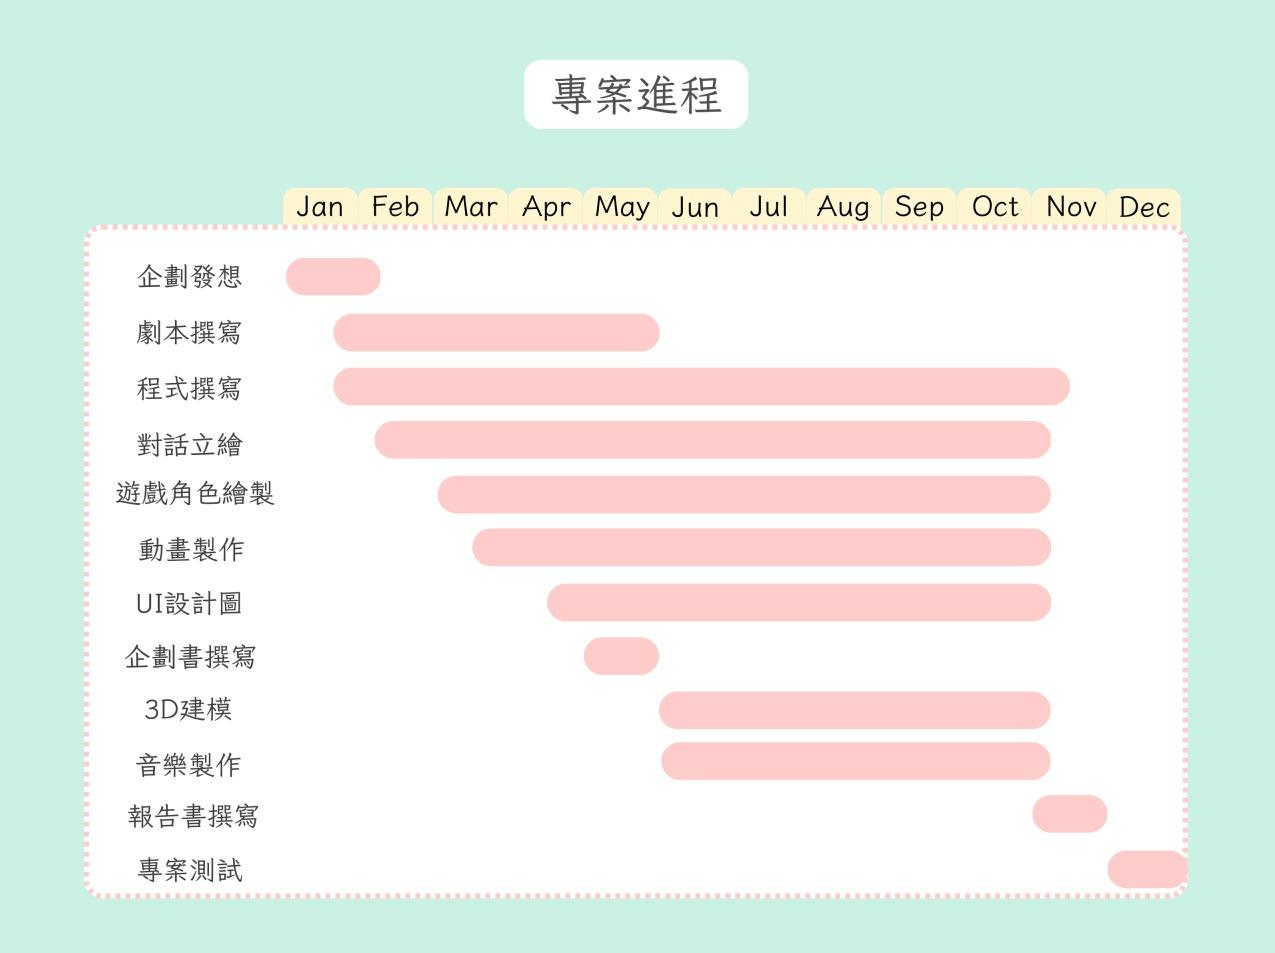 專案進程
Jan Feb Mar Apr May Jun Jul Aug Sep Oct Nov Dec
企劃發想
劇本撰寫
程式撰寫
對話立繪
遊戲角色繪製
動畫製作
UI設計圖
企劃書撰寫
3D建模
音樂製作
報告書撰寫
專案測試